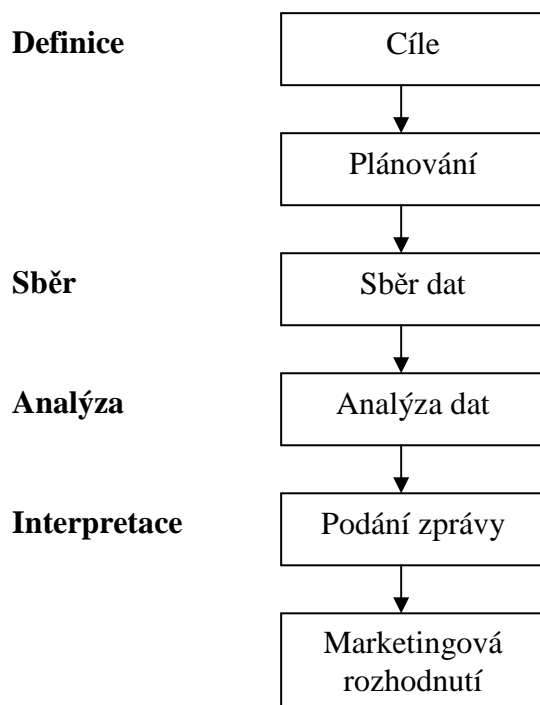 Definice
Cíle
Plánování
Sběr
Sběr dat
Analýza
Analýza dat
Interpretace
Podání zprávy
Marketingová
rozhodnutí